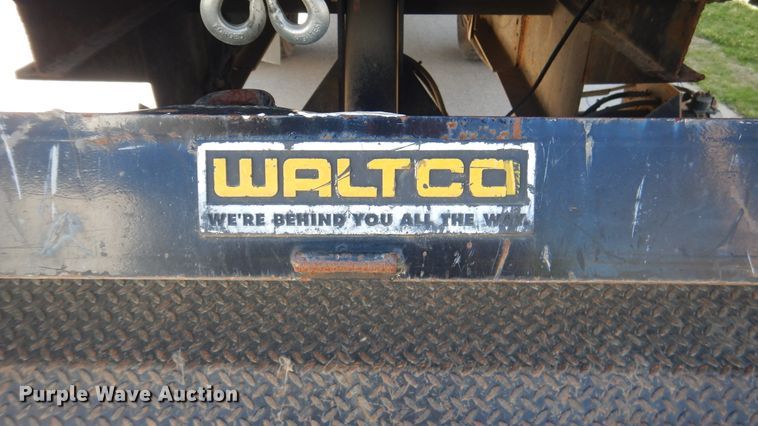 WALTCO
WE'RE BEHIND YOU ALL THE WAY
Purple Wave Auction